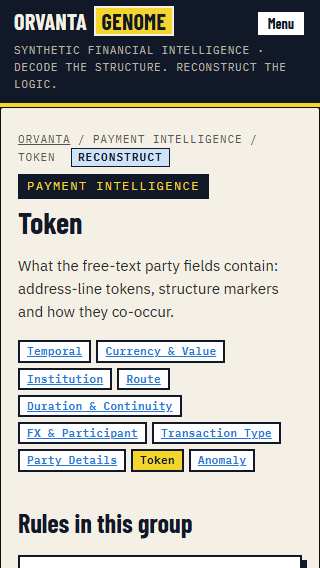 ORVANTA GENOME
Menu
SYNTHETIC FINANCIAL INTELLIGENCE ·
DECODE THE STRUCTURE. RECONSTRUCT THE
LOGIC.
ORVANTA / PAYMENT INTELLIGENCE /
TOKEN RECONSTRUCT
PAYMENT INTELLIGENCE
Token
What the free-text party fields contain:
address-line tokens, structure markers
and how they co-occur.
Temporal Currency & Value
Institution Route
Duration & Continuity
FX & Participant Transaction Type
Party Details Token Anomaly
Rules in this group